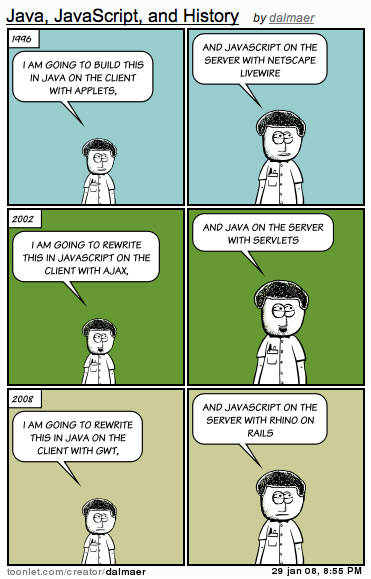 Java, JavaScript, and History by dalmaer
1996
I AM GOING TO BUILD THIS
IN JAVA ON THE CLIENT
WITH APPLETS,
AND JAVASCRIPT ON THE
SERVER WITH NETSCAPE
LIVEWIRE
2002
I AM GOING TO REWRITE
THIS IN JAVASCRIPT ON THE
CLIENT WITH AJAX,
AND JAVA ON THE SERVER
WITH SERVLETS
2008
I AM GOING TO REWRITE
THIS IN JAVA ON THE
CLIENT WITH GWT,
AND JAVASCRIPT ON THE
SERVER WITH RHINO ON
RAILS
toonlet.com/creator/dalmaer
29 jan 08, 8:55 PM